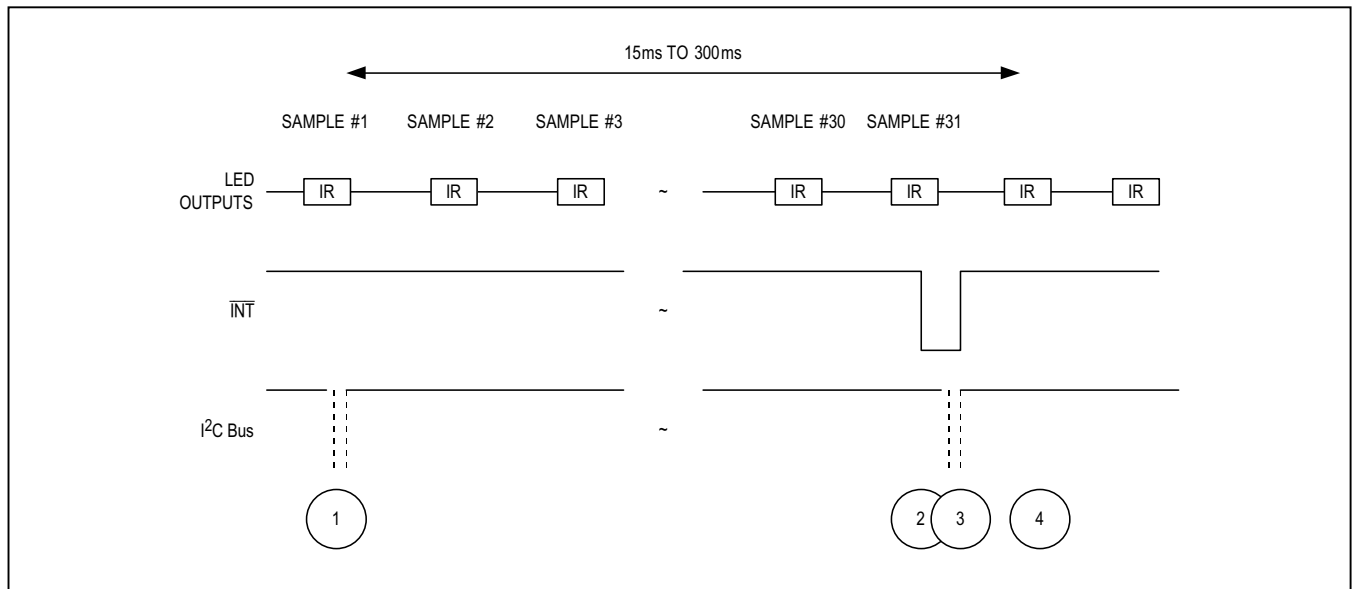 15ms TO 300ms
SAMPLE #1 SAMPLE #2 SAMPLE #3 SAMPLE #30 SAMPLE #31
LED
OUTPUTS
IR IR IR ~ IR IR IR IR
INT ~
I²C Bus ~
1 2 3 4